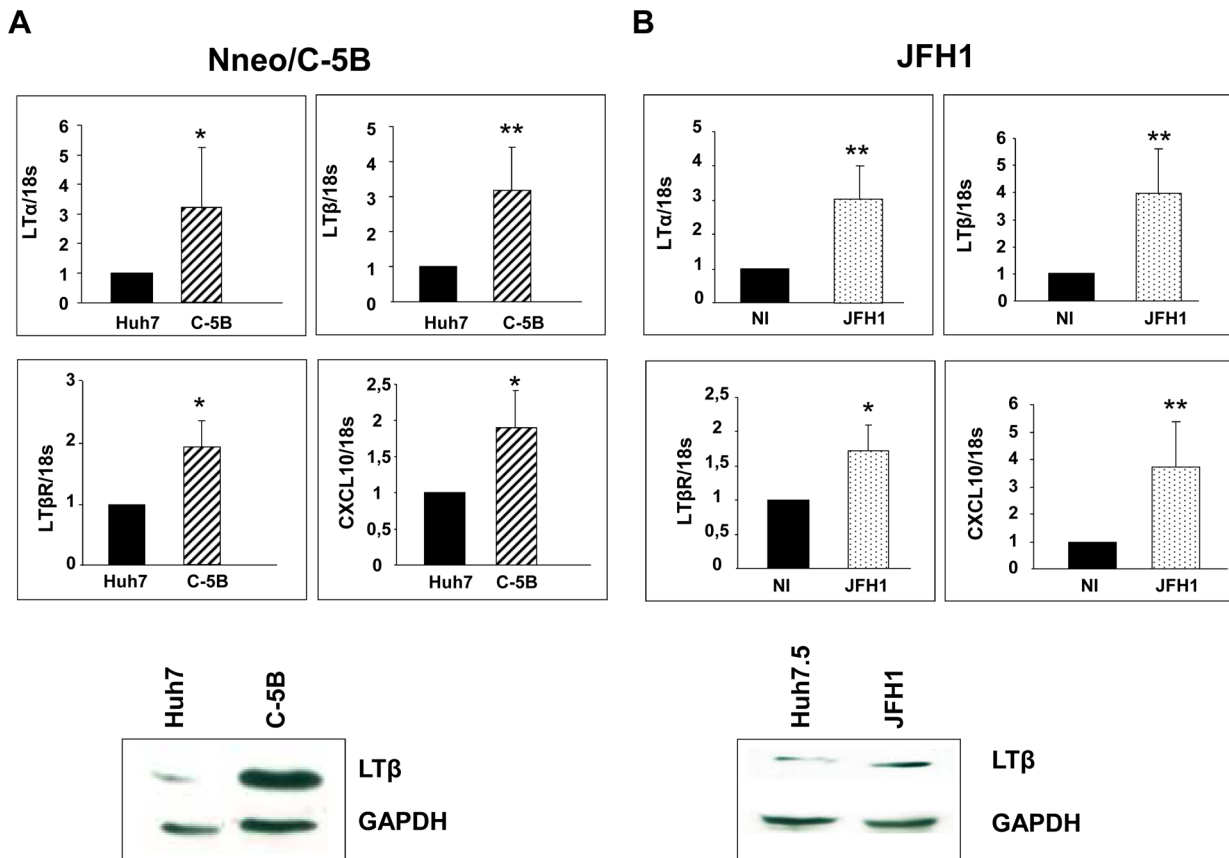 A
Nneo/C-5B
LTα/18s
6
5
4
3
2
1
0
*
Huh7 C-5B
LTβ/18s
5
4
3
2
1
0
**
Huh7 C-5B
LTβR/18s
3
2
1
0
*
Huh7 C-5B
CXCL10/18s
2,5
2
1,5
1
0,5
0
*
Huh7 C-5B
Huh7
C-5B
LTβ
GAPDH
B
JFH1
LTα/18s
5
4
3
2
1
0
**
NI JFH1
LTβ/18s
6
5
4
3
2
1
0
**
NI JFH1
LTβR/18s
2,5
2
1,5
1
0,5
0
*
NI JFH1
CXCL10/18s
6
5
4
3
2
1
0
**
NI JFH1
Huh7.5
JFH1
LTβ
GAPDH